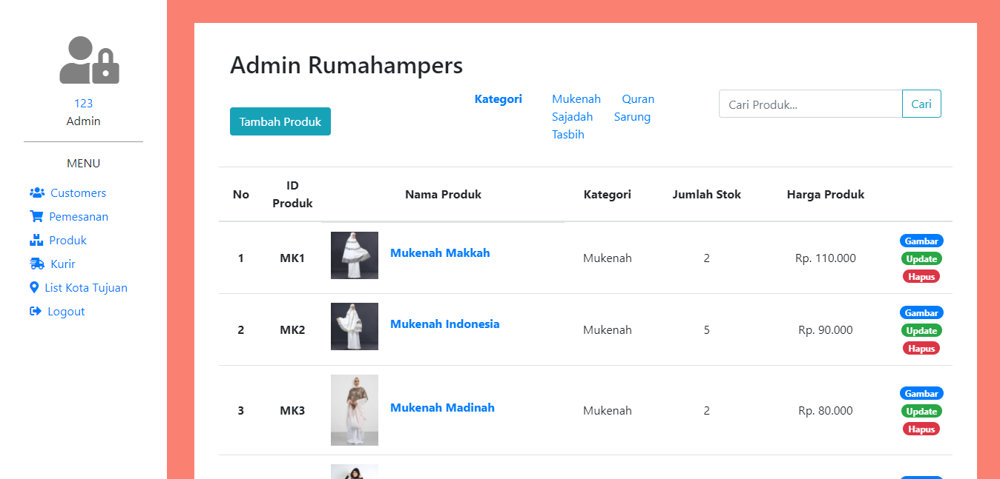 123
Admin
MENU
Customers
Pemesanan
Produk
Kurir
List Kota Tujuan
Logout
Admin Rumahampers
Tambah Produk
Kategori
Mukenah Quran
Sajadah Sarung
Tasbih
Cari Produk... Cari
No ID Produk Nama Produk Kategori Jumlah Stok Harga Produk
1 MK1 Mukenah Makkah Mukenah 2 Rp. 110.000
Gambar
Update
Hapus
2 MK2 Mukenah Indonesia Mukenah 5 Rp. 90.000
Gambar
Update
Hapus
3 MK3 Mukenah Madinah Mukenah 2 Rp. 80.000
Gambar
Update
Hapus